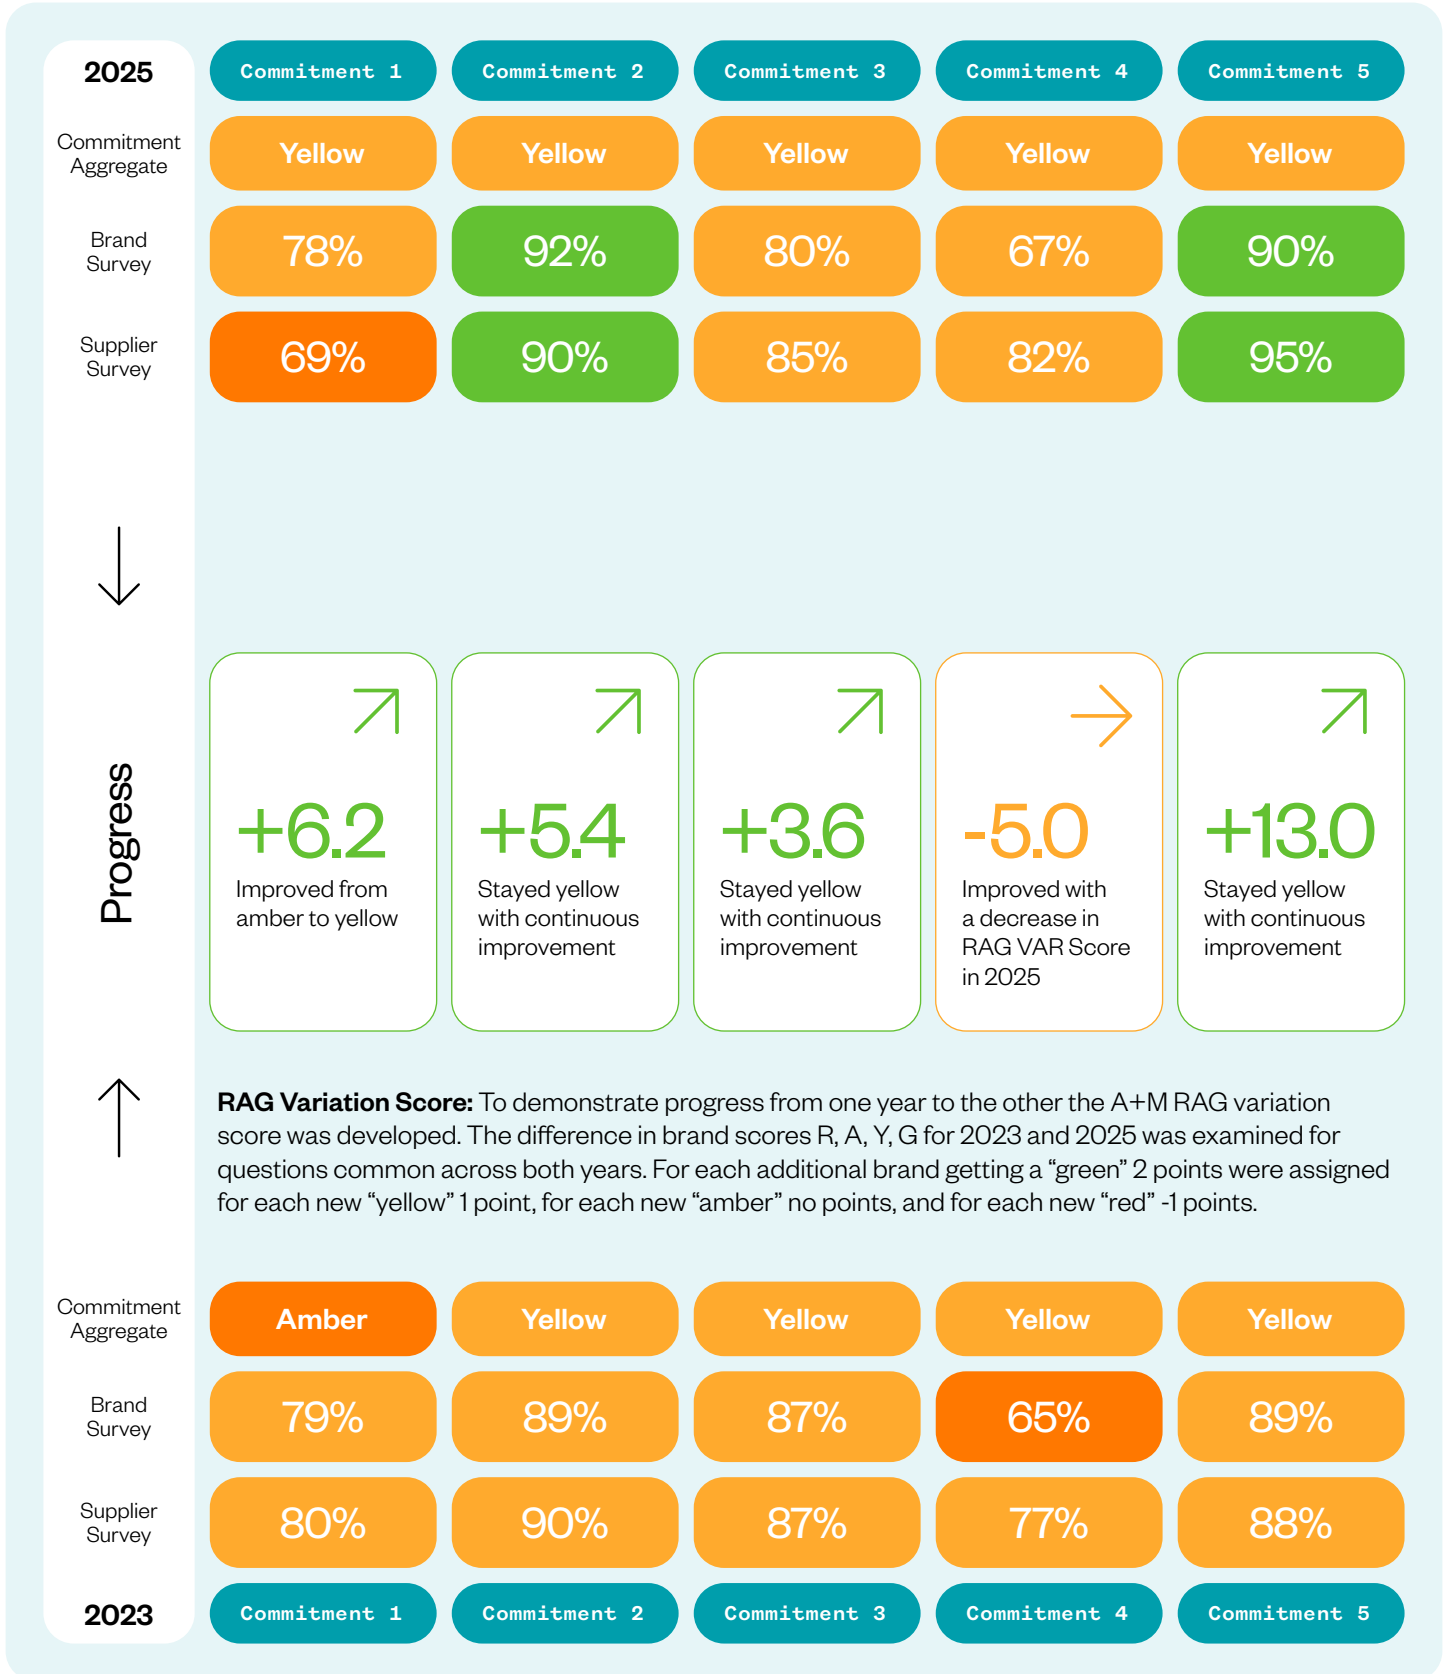 2025
Commitment 1
Commitment 2
Commitment 3
Commitment 4
Commitment 5
Commitment
Aggregate
Yellow
Yellow
Yellow
Yellow
Yellow
Brand
Survey
78%
92%
80%
67%
90%
Supplier
Survey
69%
90%
85%
82%
95%
Progress
+6.2
Improved from
amber to yellow
+5.4
Stayed yellow
with continuous
improvement
+3.6
Stayed yellow
with continuous
improvement
-5.0
Improved with
a decrease in
RAG VAR Score
in 2025
+13.0
Stayed yellow
with continuous
improvement
RAG Variation Score: To demonstrate progress from one year to the other the A+M RAG variation
score was developed. The difference in brand scores R, A, Y, G for 2023 and 2025 was examined for
questions common across both years. For each additional brand getting a “green” 2 points were assigned
for each new “yellow” 1 point, for each new “amber” no points, and for each new “red” -1 points.
Commitment
Aggregate
Amber
Yellow
Yellow
Yellow
Yellow
Brand
Survey
79%
89%
87%
65%
89%
Supplier
Survey
80%
90%
87%
77%
88%
2023
Commitment 1
Commitment 2
Commitment 3
Commitment 4
Commitment 5